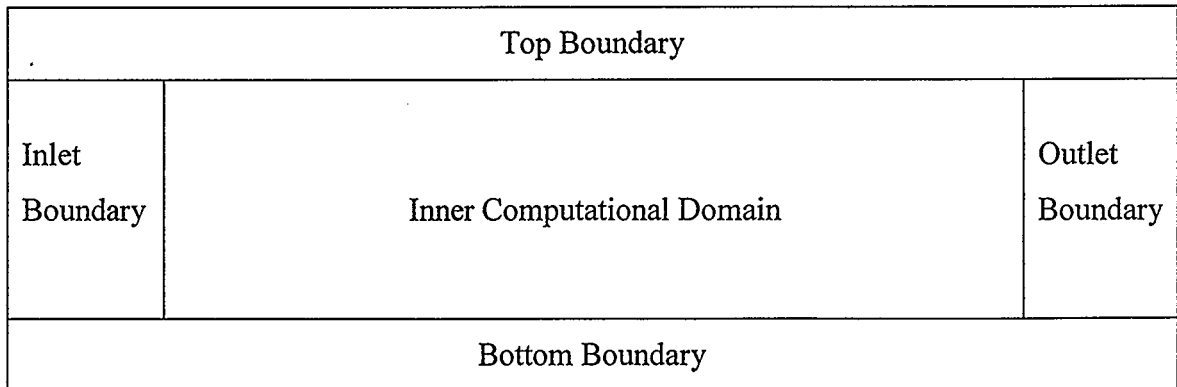 Top Boundary
Inlet
Boundary
Inner Computational Domain
Outlet
Boundary
Bottom Boundary